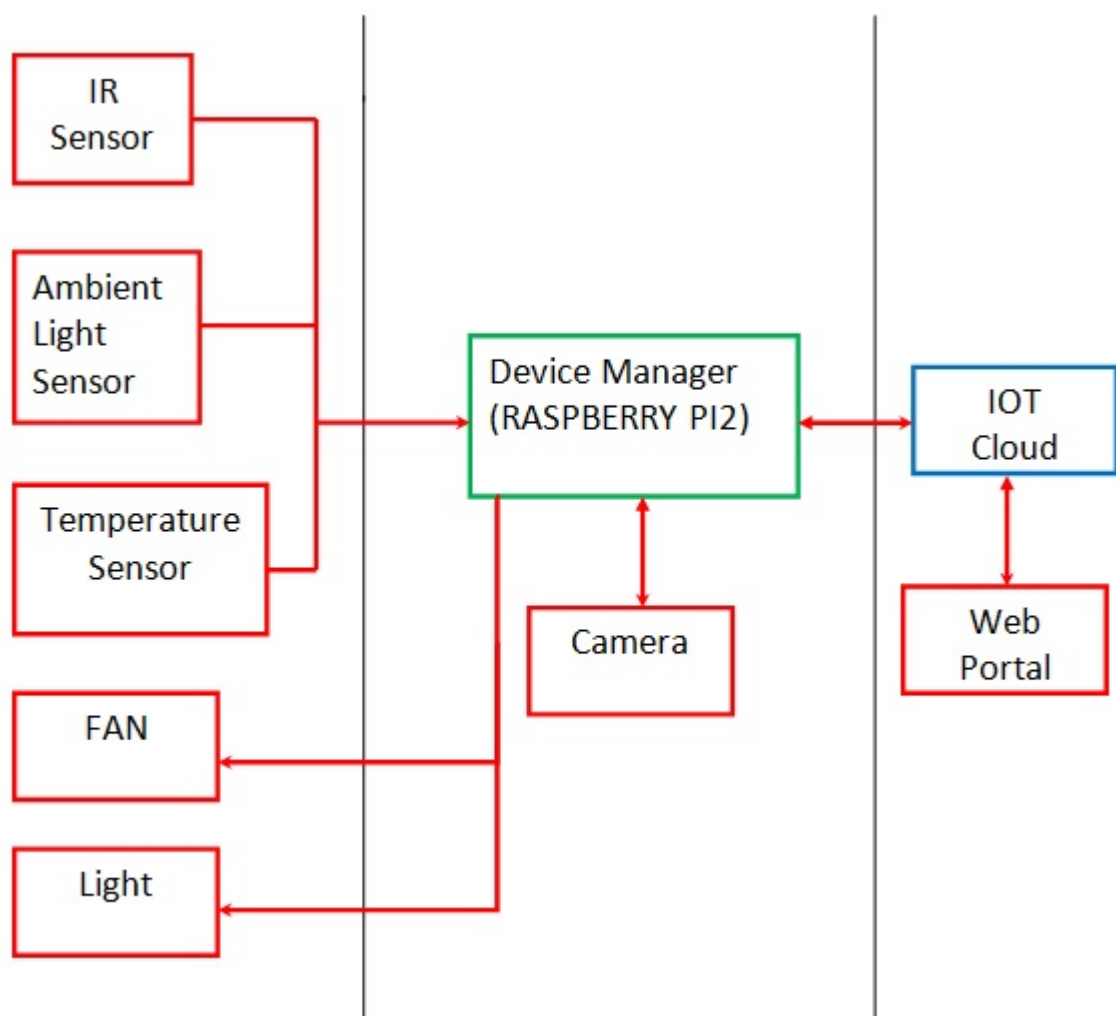 IR
Sensor
Ambient
Light
Sensor
Temperature
Sensor
FAN
Light
Device Manager
(RASPBERRY PI2)
Camera
IOT
Cloud
Web
Portal